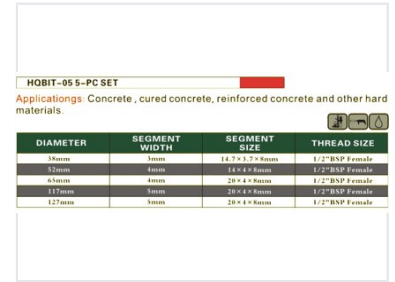 HQBIT-05 5-PC SET
Applicationgs: Concrete , cured concrete, reinforced concrete and other hard
materials.
DIAMETER SEGMENT WIDTH SEGMENT SIZE THREAD SIZE
38mm 3mm 14.7×3.7×8mm 1/2"BSP Female
52mm 4mm 14×4×8mm 1/2"BSP Female
65mm 4mm 20×4×8mm 1/2"BSP Female
117mm 5mm 20×4×8mm 1/2"BSP Female
127mm 5mm 20×4×8mm 1/2"BSP Female